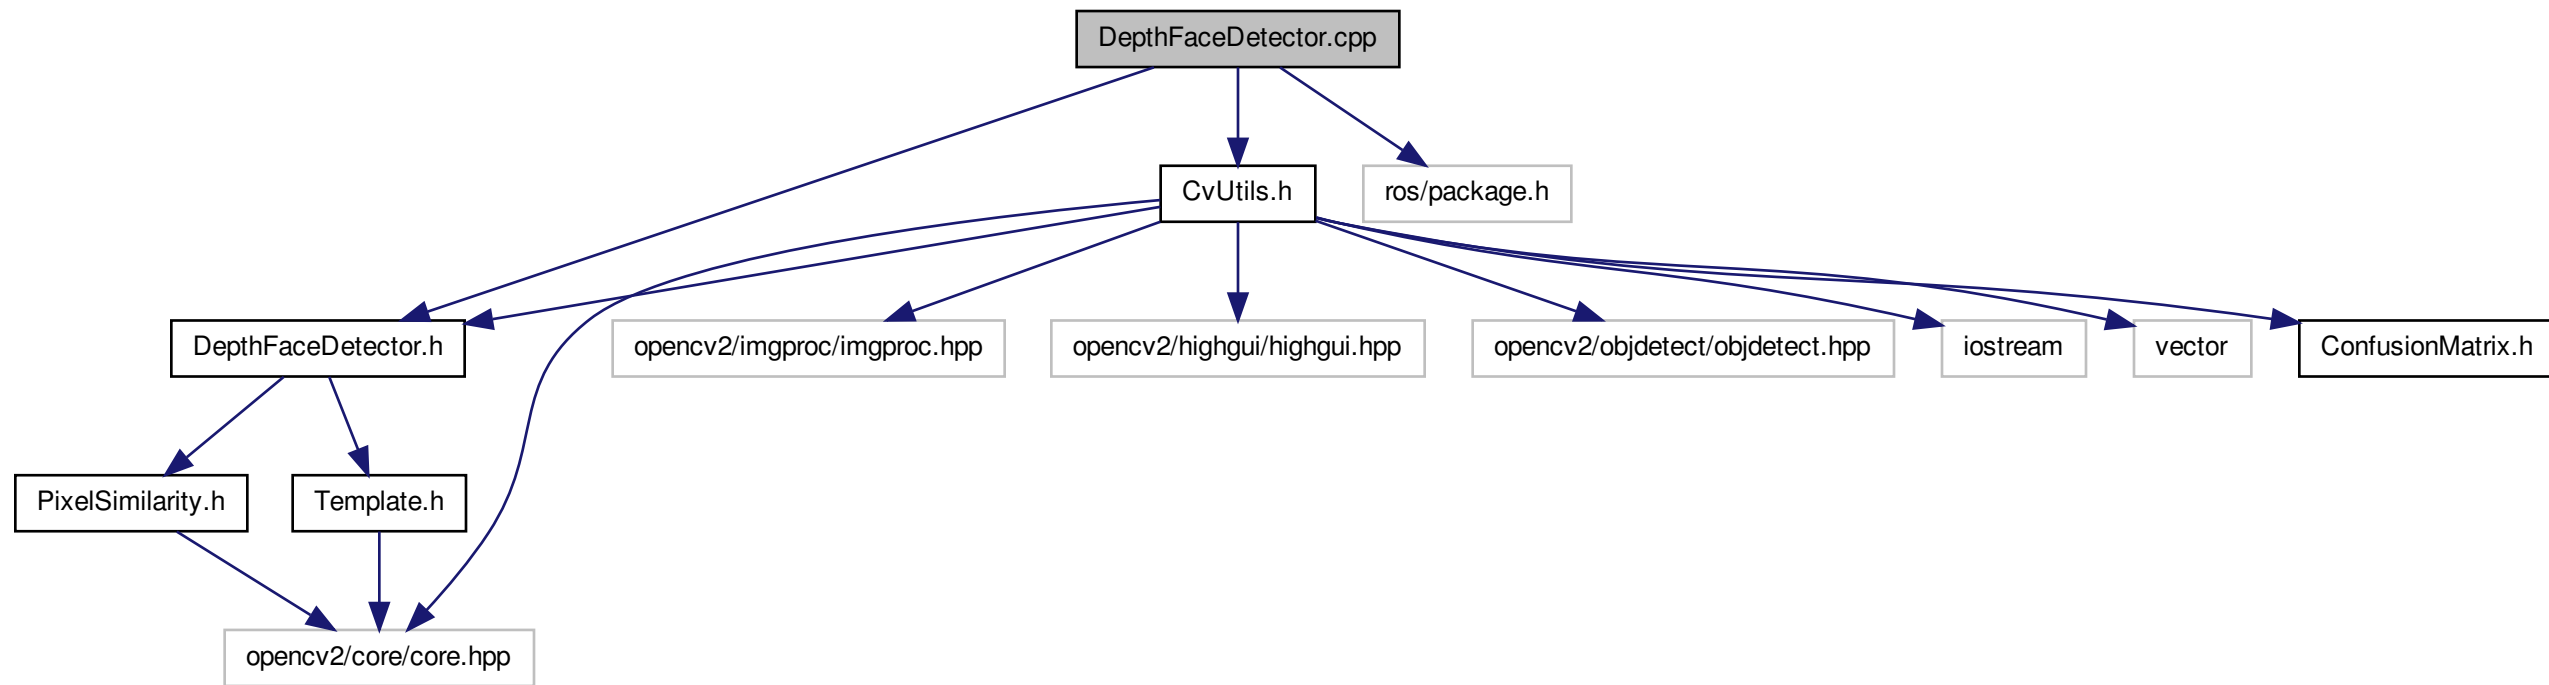 DepthFaceDetector.cpp
CvUtils.h
ros/package.h
DepthFaceDetector.h
opencv2/imgproc/imgproc.hpp
opencv2/highgui/highgui.hpp
opencv2/objdetect/objdetect.hpp
iostream
vector
ConfusionMatrix.h
PixelSimilarity.h
Template.h
opencv2/core/core.hpp